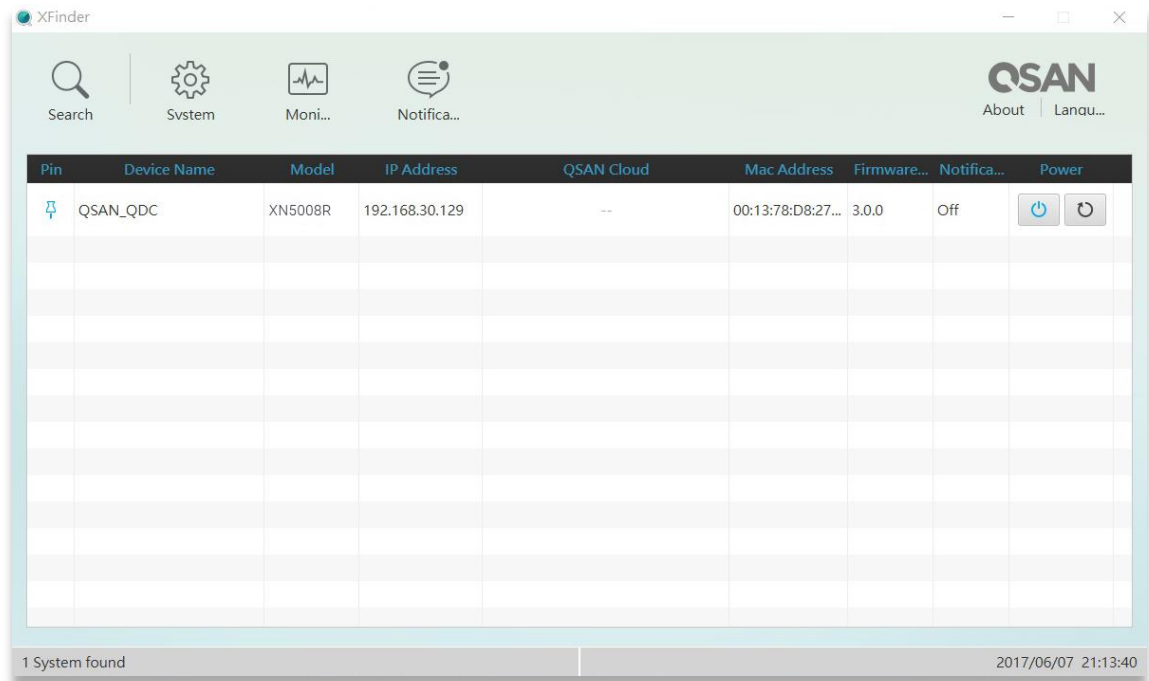 XFinder
Search System Moni... Notifica...
QSAN
About Langu...
Pin Device Name Model IP Address QSAN Cloud Mac Address Firmware... Notifica... Power
QSAN_QDC XN5008R 192.168.30.129 -- 00:13:78:D8:27... 3.0.0 Off
1 System found 2017/06/07 21:13:40